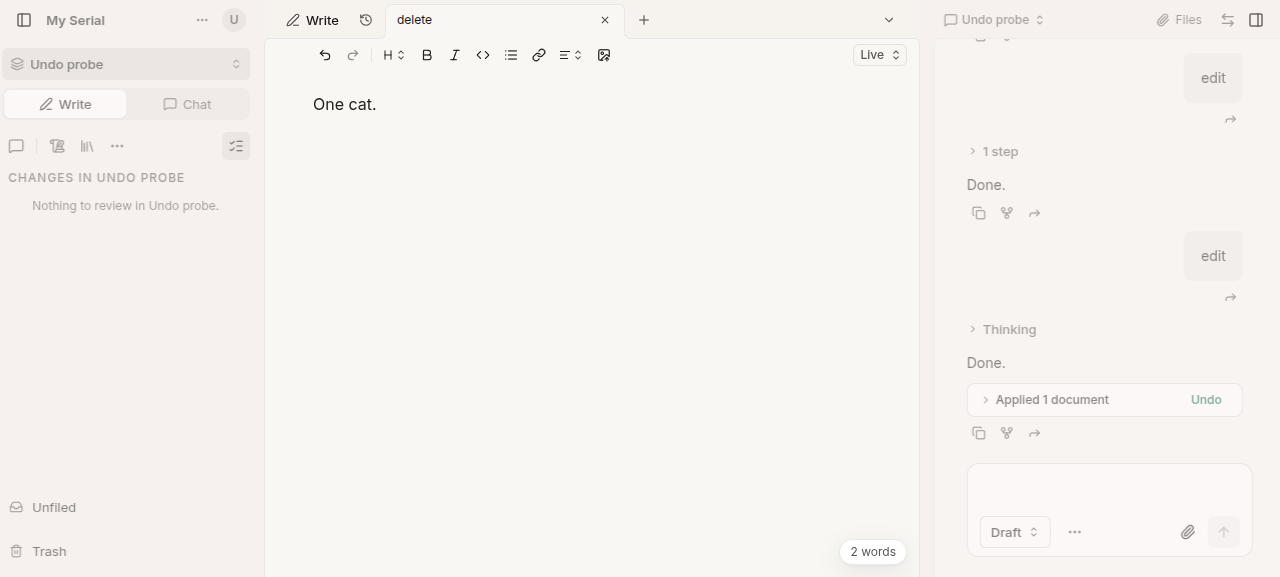 My Serial
U
Undo probe
Write
Chat
CHANGES IN UNDO PROBE
Nothing to review in Undo probe.
Unfiled
Trash
Write
delete
H
B
I
Live
One cat.
2 words
Undo probe
Files
edit
1 step
Done.
edit
Thinking
Done.
Applied 1 document
Undo
Draft